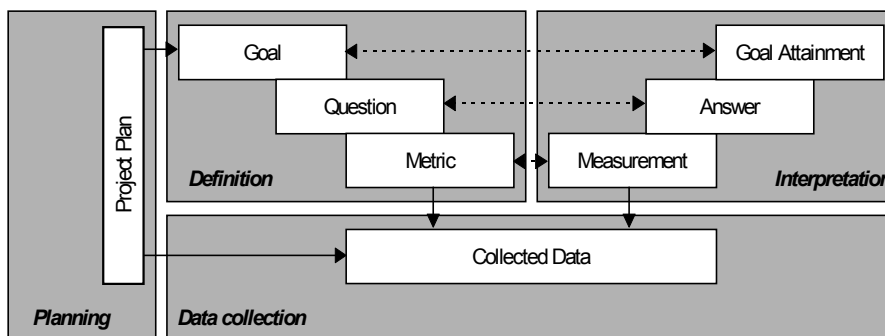 Goal
Goal Attainment
Question
Answer
Metric
Measurement
Definition
Interpretation
Project Plan
Collected Data
Planning
Data collection